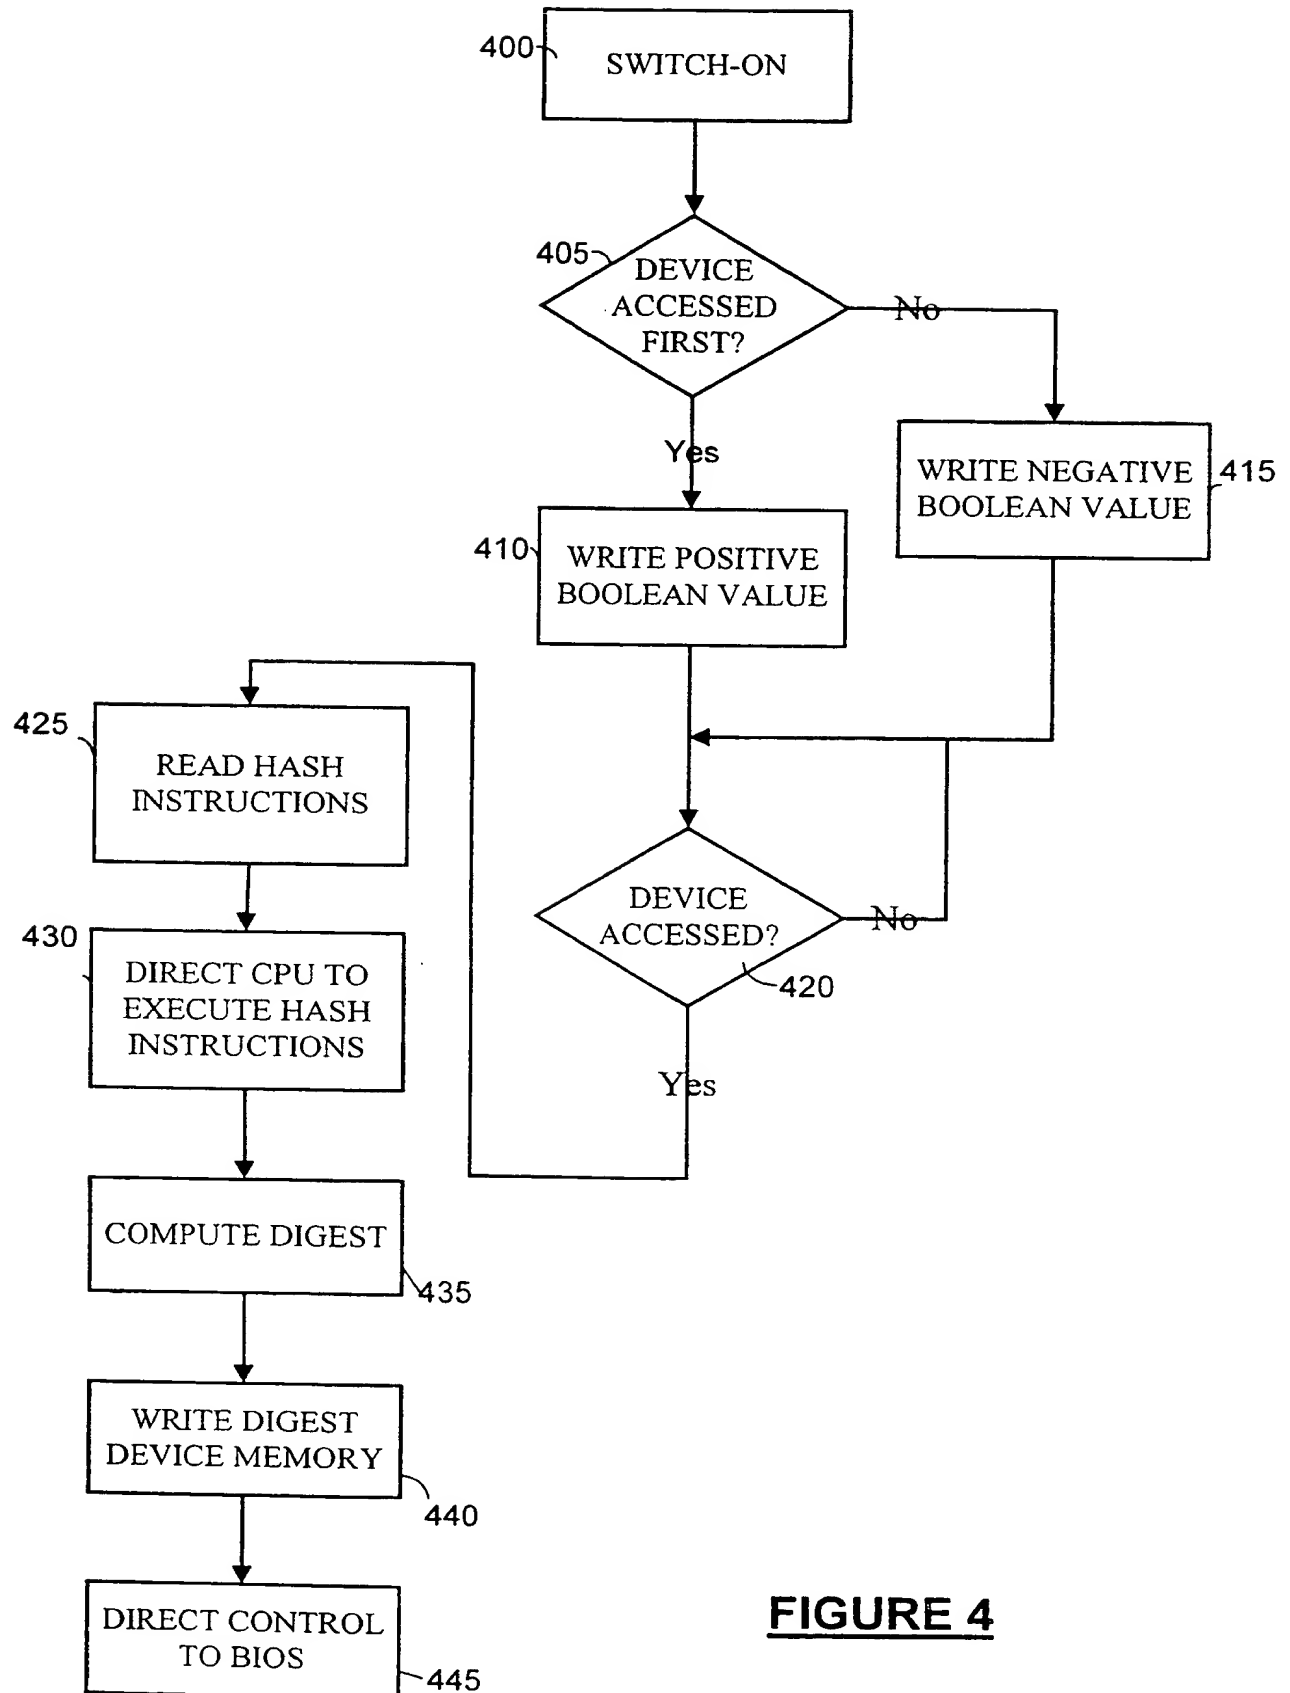 400
SWITCH-ON
405
DEVICE
ACCESSED
FIRST?
No
Yes
WRITE NEGATIVE
BOOLEAN VALUE
415
410
WRITE POSITIVE
BOOLEAN VALUE
425
READ HASH
INSTRUCTIONS
DEVICE
ACCESSED?
No
420
Yes
430
DIRECT CPU TO
EXECUTE HASH
INSTRUCTIONS
COMPUTE DIGEST
435
WRITE DIGEST
DEVICE MEMORY
440
DIRECT CONTROL
TO BIOS
445
FIGURE 4